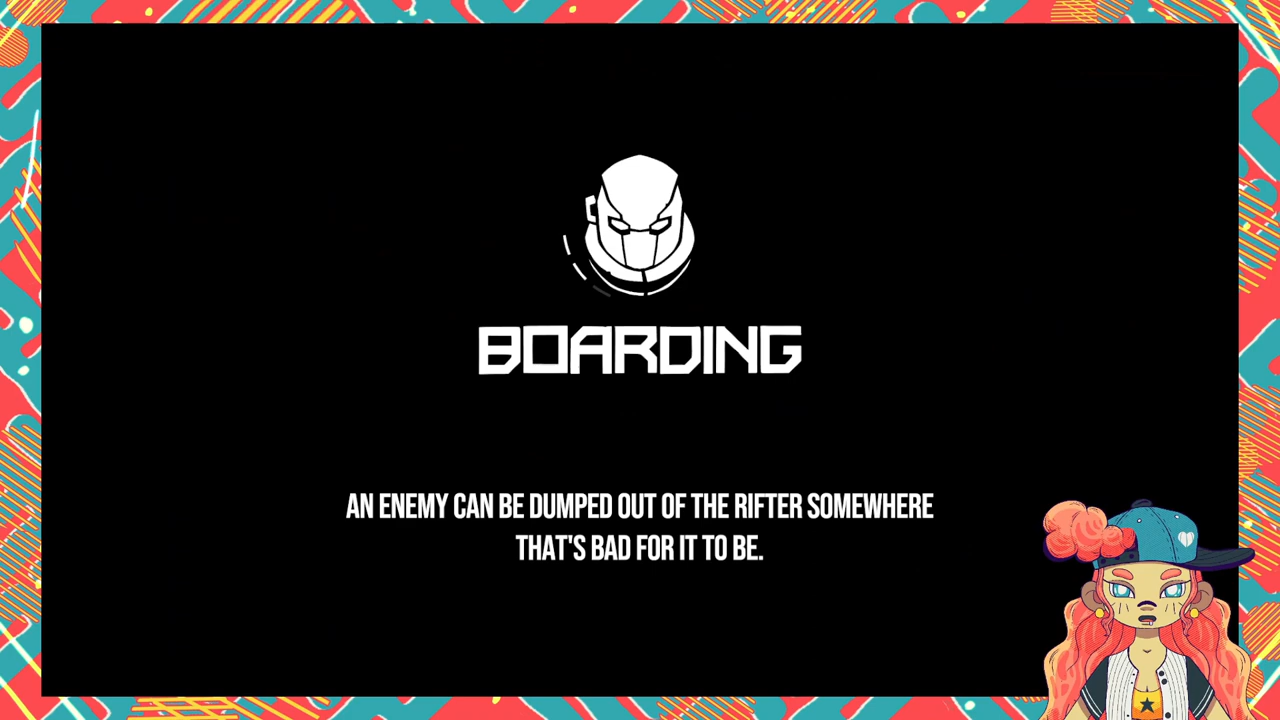 BOARDING
AN ENEMY CAN BE DUMPED OUT OF THE RIFTER SOMEWHERE
THAT'S BAD FOR IT TO BE.